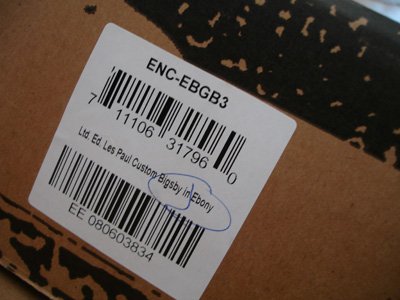 ENC-EBGB3
7 11106 31796 0
Ltd. Ed. Les Paul Custom Bigsby in Ebony
EE 080603834